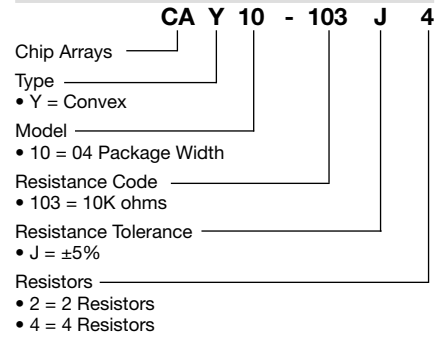 CA Y 10 - 103 J 4
Chip Arrays
Type
• Y = Convex
Model
• 10 = 04 Package Width
Resistance Code
• 103 = 10K ohms
Resistance Tolerance
• J = ±5%
Resistors
• 2 = 2 Resistors
• 4 = 4 Resistors